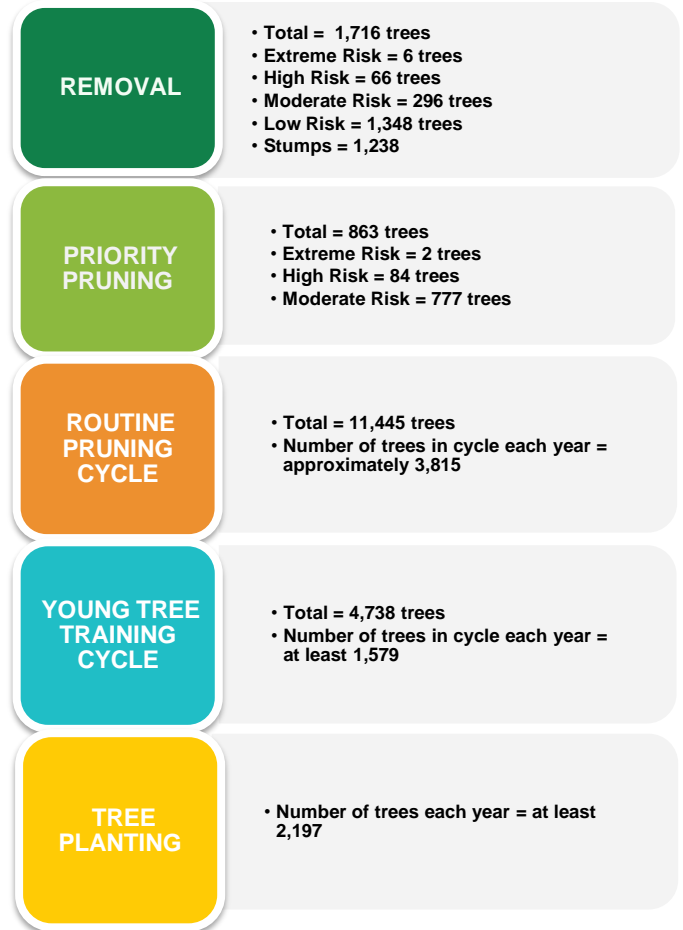 REMOVAL
• Total = 1,716 trees
• Extreme Risk = 6 trees
• High Risk = 66 trees
• Moderate Risk = 296 trees
• Low Risk = 1,348 trees
• Stumps = 1,238
PRIORITY
PRUNING
• Total = 863 trees
• Extreme Risk = 2 trees
• High Risk = 84 trees
• Moderate Risk = 777 trees
ROUTINE
PRUNING
CYCLE
• Total = 11,445 trees
• Number of trees in cycle each year =
approximately 3,815
YOUNG TREE
TRAINING
CYCLE
• Total = 4,738 trees
• Number of trees in cycle each year =
at least 1,579
TREE
PLANTING
• Number of trees each year = at least
2,197